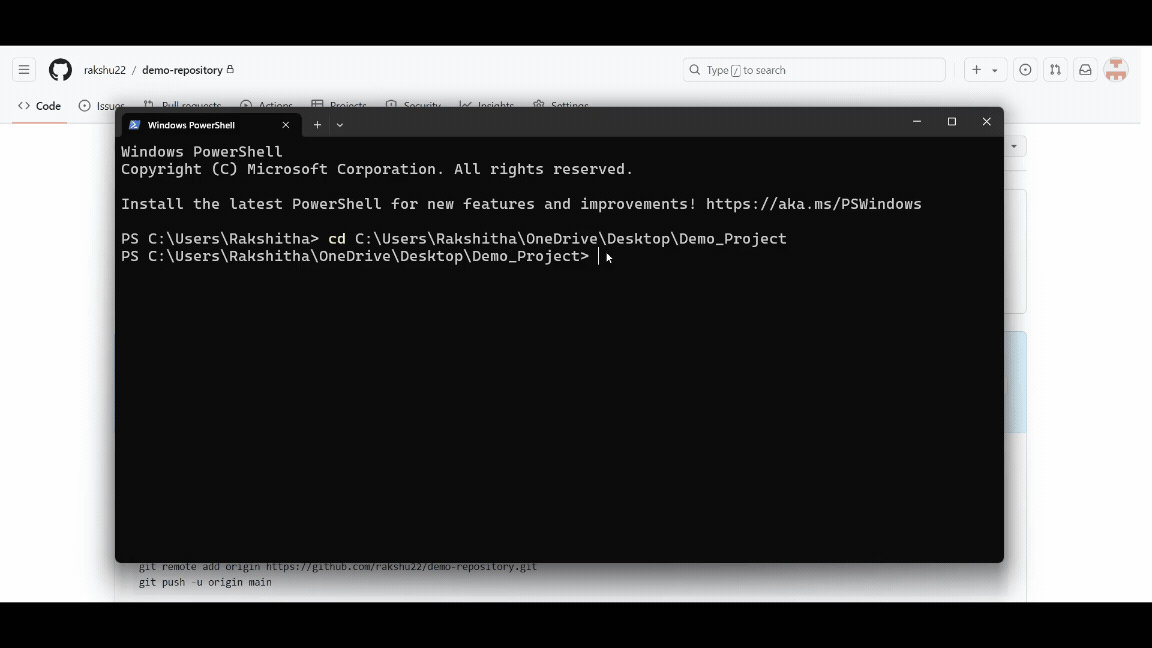 rakshu22 / demo-repository
Type / to search
Code Issues Pull requests Actions Projects Security Insights Settings
Windows PowerShell
Windows PowerShell
Copyright (C) Microsoft Corporation. All rights reserved.
Install the latest PowerShell for new features and improvements! https://aka.ms/PSWindows
PS C:\Users\Rakshitha> cd C:\Users\Rakshitha\OneDrive\Desktop\Demo_Project
PS C:\Users\Rakshitha\OneDrive\Desktop\Demo_Project>
git remote add origin https://github.com/rakshu22/demo-repository.git
git push -u origin main